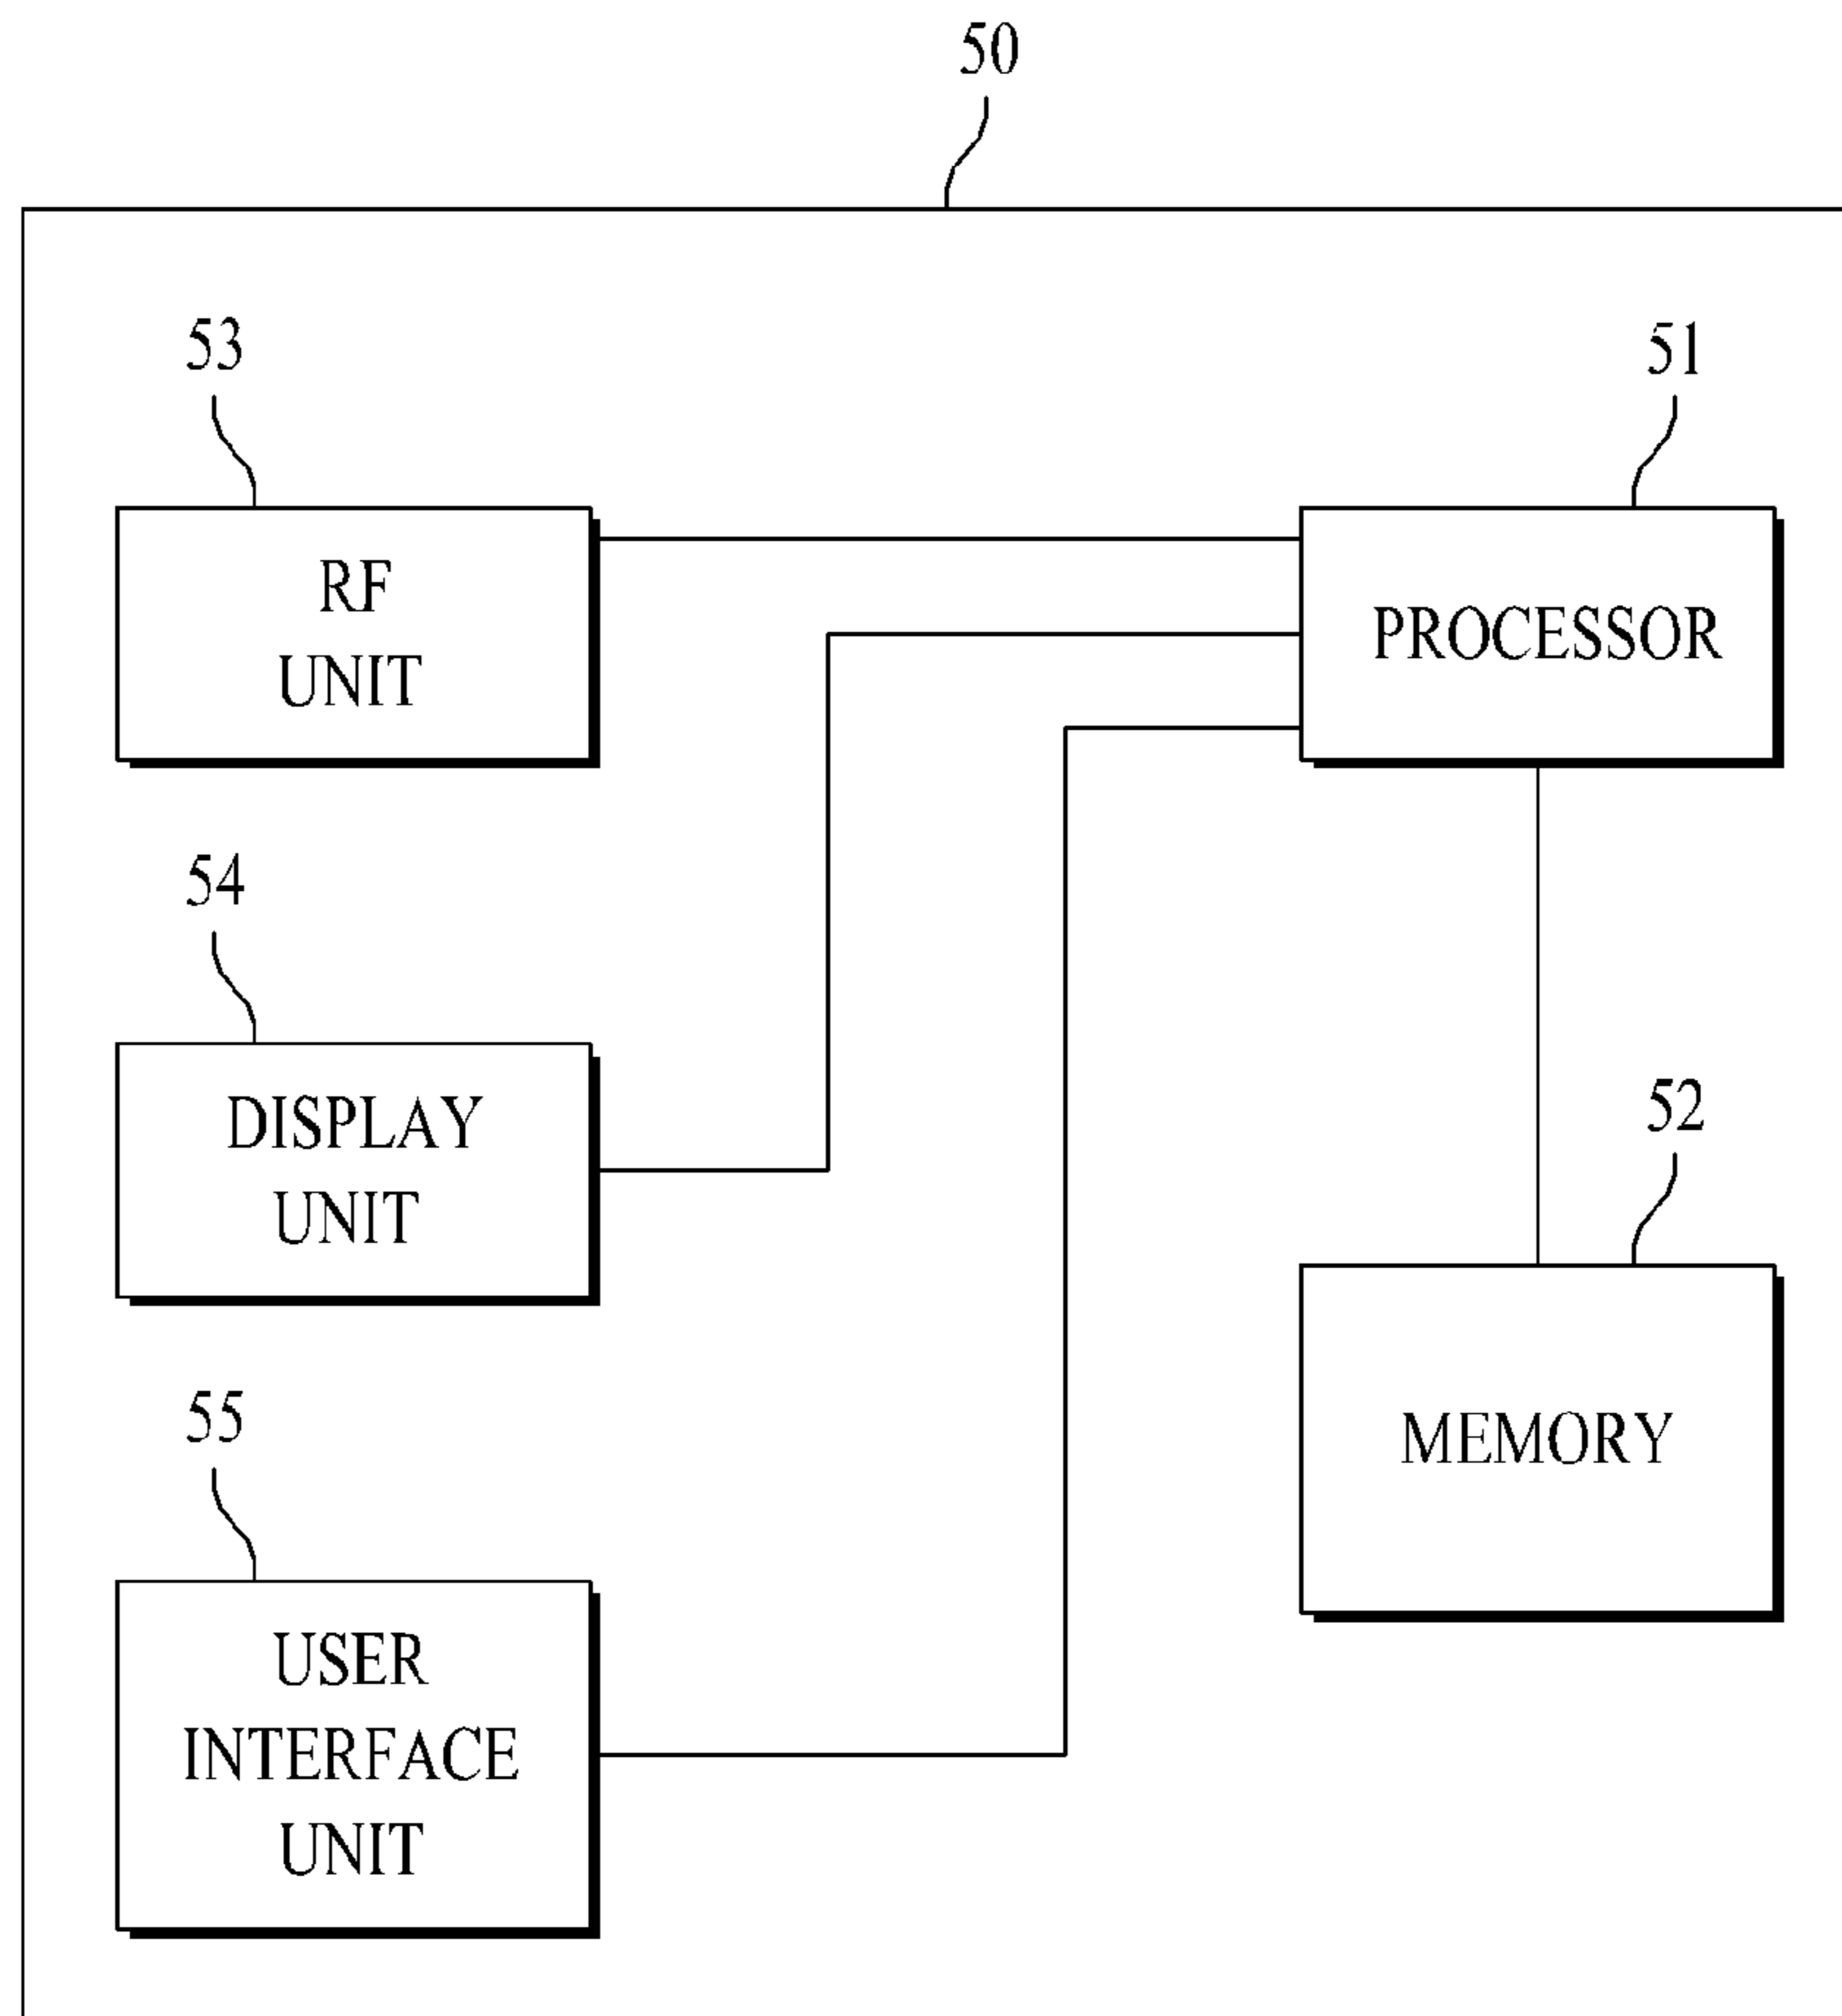 50
53
51
RF
UNIT
PROCESSOR
54
DISPLAY
UNIT
52
MEMORY
55
USER
INTERFACE
UNIT